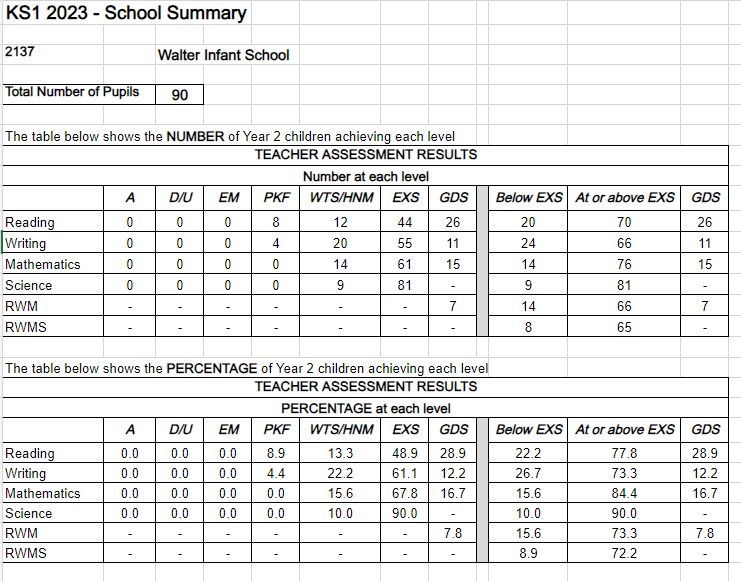 KS1 2023 - School Summary
2137 Walter Infant School
Total Number of Pupils 90
The table below shows the NUMBER of Year 2 children achieving each level
TEACHER ASSESSMENT RESULTS
Number at each level
A D/U EM PKF WTS/HNM EXS GDS Below EXS At or above EXS GDS
Reading 0 0 0 8 12 44 26 20 70 26
Writing 0 0 0 4 20 55 11 24 66 11
Mathematics 0 0 0 0 14 61 15 14 76 15
Science 0 0 0 0 9 81 - 9 81 -
RWM - - - - - - 7 14 66 7
RWMS - - - - - - - 8 65 -
The table below shows the PERCENTAGE of Year 2 children achieving each level
TEACHER ASSESSMENT RESULTS
PERCENTAGE at each level
A D/U EM PKF WTS/HNM EXS GDS Below EXS At or above EXS GDS
Reading 0.0 0.0 0.0 8.9 13.3 48.9 28.9 22.2 77.8 28.9
Writing 0.0 0.0 0.0 4.4 22.2 61.1 12.2 26.7 73.3 12.2
Mathematics 0.0 0.0 0.0 0.0 15.6 67.8 16.7 15.6 84.4 16.7
Science 0.0 0.0 0.0 0.0 10.0 90.0 - 10.0 90.0 -
RWM - - - - - - 7.8 15.6 73.3 7.8
RWMS - - - - - - - 8.9 72.2 -